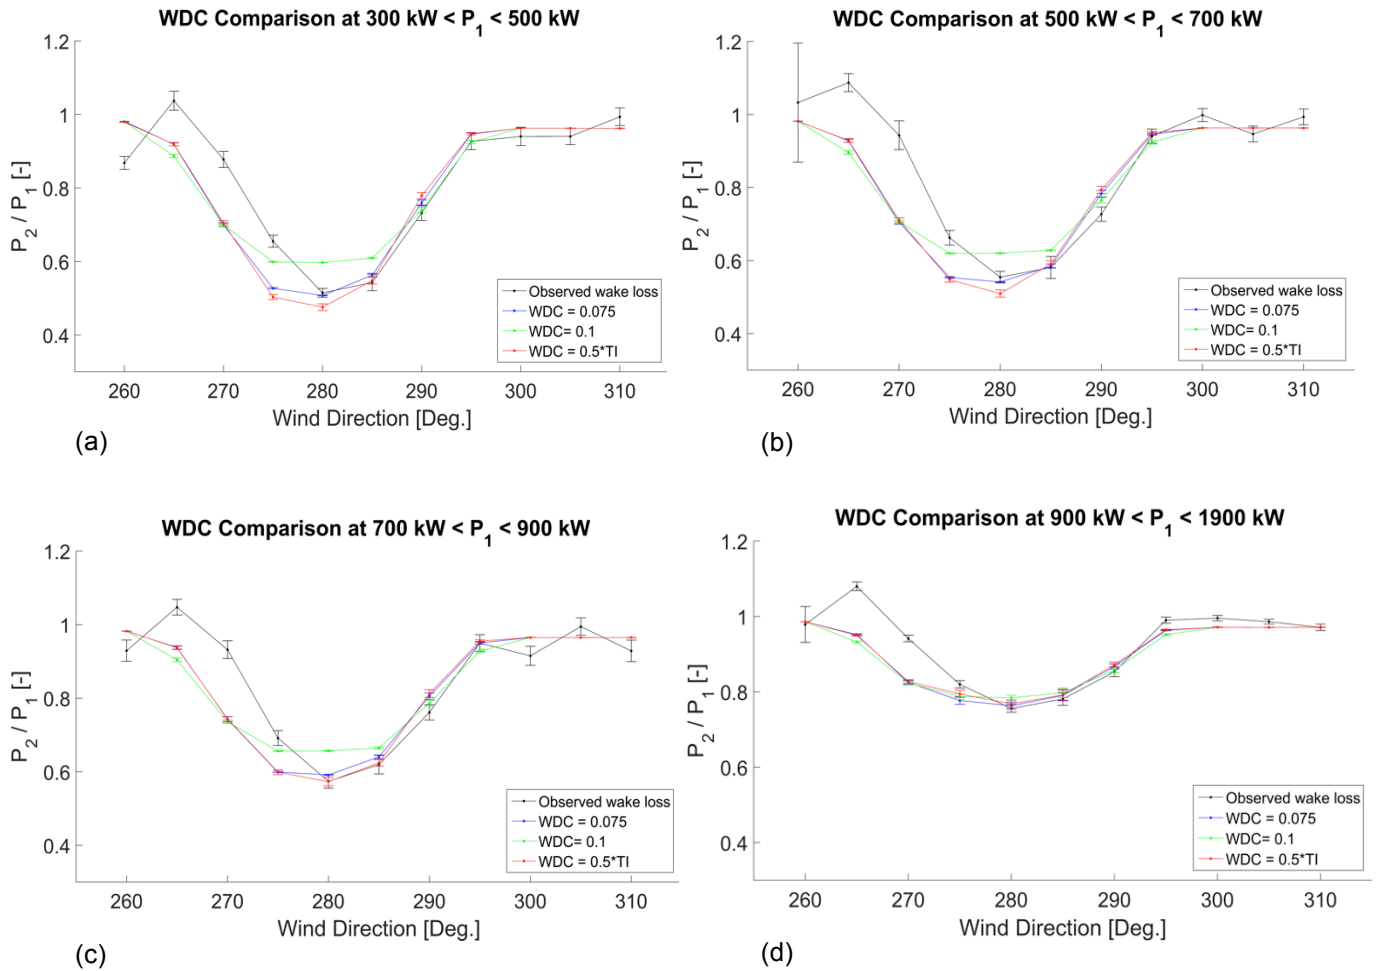 WDC Comparison at 300 kW < P1 < 500 kW
1.2
1
0.8
0.6
0.4
P2 / P1 [-]
Observed wake loss
WDC = 0.075
WDC= 0.1
WDC = 0.5*TI
260 270 280 290 300 310
Wind Direction [Deg.]
(a)
WDC Comparison at 500 kW < P1 < 700 kW
1.2
1
0.8
0.6
0.4
P2 / P1 [-]
Observed wake loss
WDC = 0.075
WDC= 0.1
WDC = 0.5*TI
260 270 280 290 300 310
Wind Direction [Deg.]
(b)
WDC Comparison at 700 kW < P1 < 900 kW
1.2
1
0.8
0.6
0.4
P2 / P1 [-]
Observed wake loss
WDC = 0.075
WDC= 0.1
WDC = 0.5*TI
260 270 280 290 300 310
Wind Direction [Deg.]
(c)
WDC Comparison at 900 kW < P1 < 1900 kW
1.2
1
0.8
0.6
0.4
P2 / P1 [-]
Observed wake loss
WDC = 0.075
WDC= 0.1
WDC = 0.5*TI
260 270 280 290 300 310
Wind Direction [Deg.]
(d)